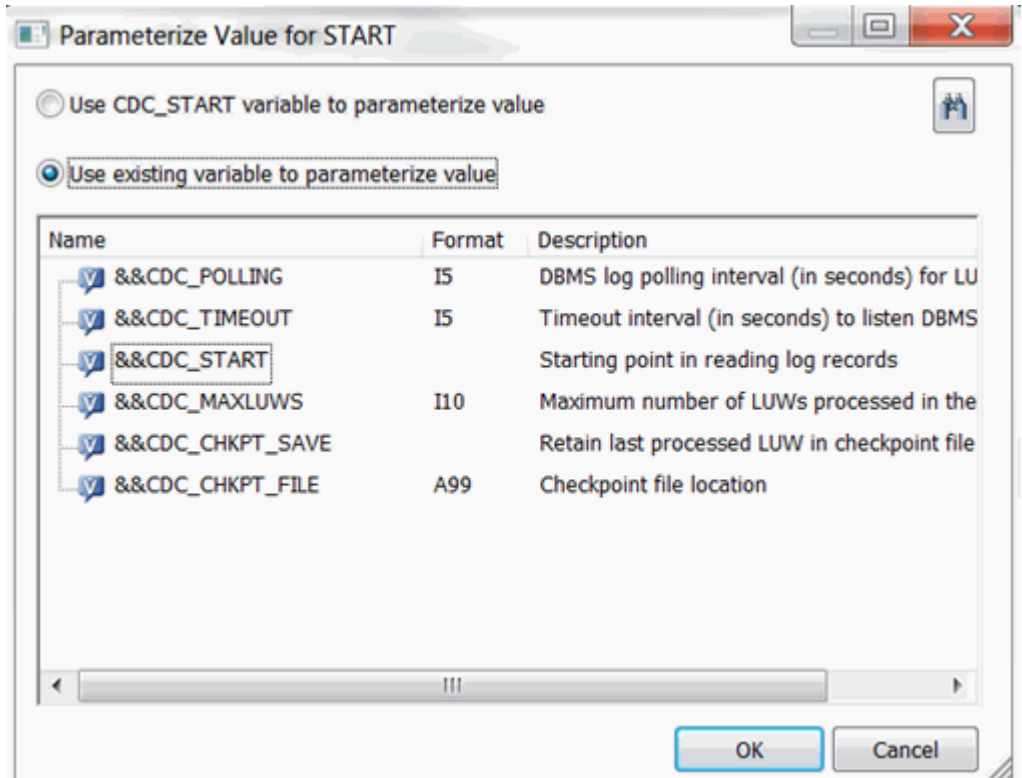 Parameterize Value for START
Use CDC_START variable to parameterize value
Use existing variable to parameterize value
Name Format Description
&&CDC_POLLING I5 DBMS log polling interval (in seconds) for LU
&&CDC_TIMEOUT I5 Timeout interval (in seconds) to listen DBMS
&&CDC_START Starting point in reading log records
&&CDC_MAXLUWS I10 Maximum number of LUWs processed in the
&&CDC_CHKPT_SAVE Retain last processed LUW in checkpoint file
&&CDC_CHKPT_FILE A99 Checkpoint file location
OK Cancel